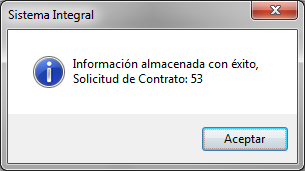 Sistema Integral
Información almacenada con éxito,
Solicitud de Contrato: 53
Aceptar